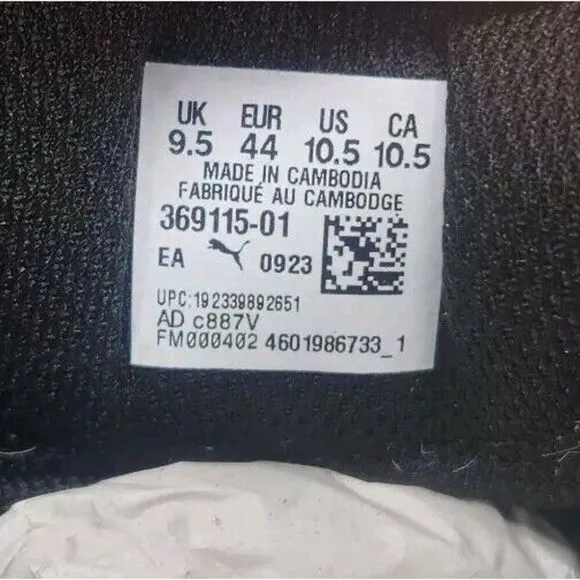 UK EUR US CA
9.5 44 10.5 10.5
MADE IN CAMBODIA
FABRIQUÉ AU CAMBODGE
369115-01
EA 0923
UPC:192339892651
AD c887V
FM000402 4601986733_1